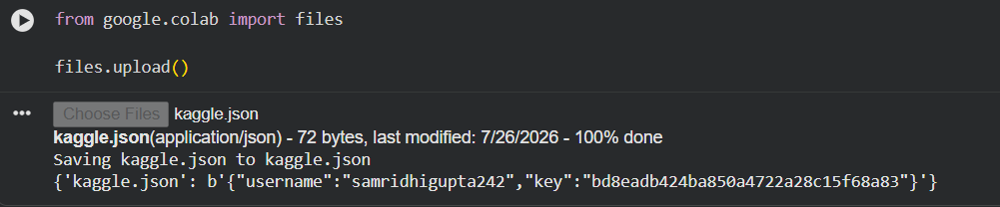 from google.colab import files
files.upload()
Choose Files kaggle.json
kaggle.json(application/json) - 72 bytes, last modified: 7/26/2026 - 100% done
Saving kaggle.json to kaggle.json
{'kaggle.json': b'{"username":"samridhigupta242","key":"bd8eadb424ba850a4722a28c15f68a83"}'}